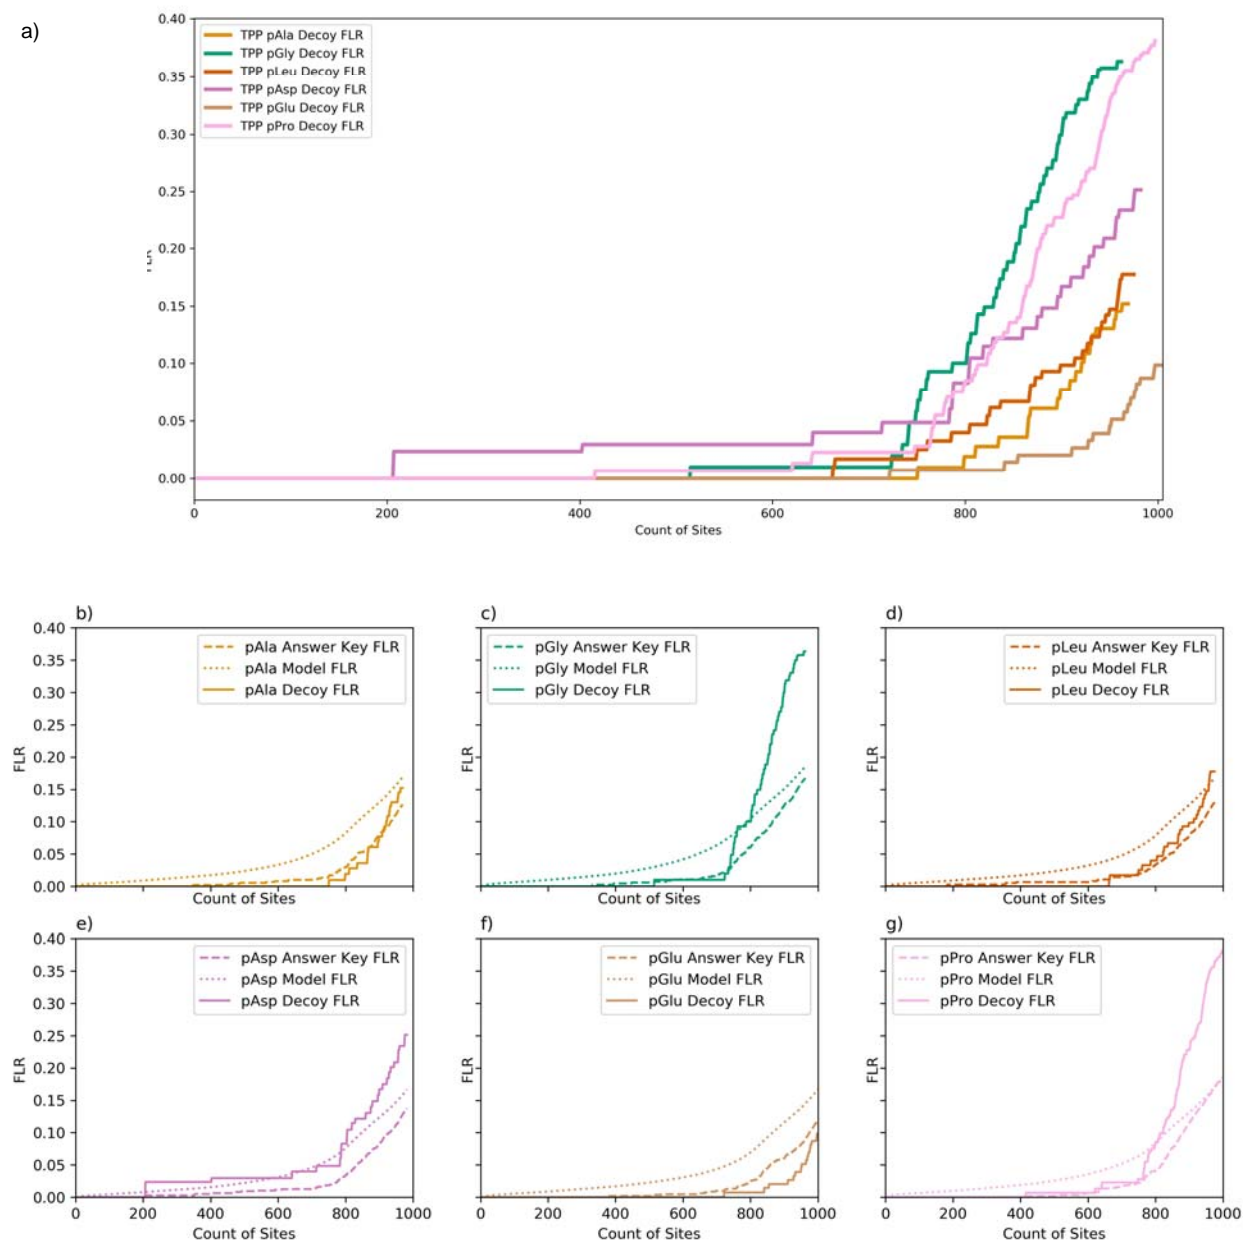 a)
0.40
0.35
0.30
0.25
0.20
0.15
0.10
0.05
0.00
TPP pAla Decoy FLR
TPP pGly Decoy FLR
TPP pLeu Decoy FLR
TPP pAsp Decoy FLR
TPP pGlu Decoy FLR
TPP pPro Decoy FLR
FLR
0 200 400 600 800 1000
Count of Sites
b)
0.40
0.35
0.30
0.25
0.20
0.15
0.10
0.05
0.00
FLR
pAla Answer Key FLR
pAla Model FLR
pAla Decoy FLR
Count of Sites
c)
FLR
pGly Answer Key FLR
pGly Model FLR
pGly Decoy FLR
Count of Sites
d)
FLR
pLeu Answer Key FLR
pLeu Model FLR
pLeu Decoy FLR
Count of Sites
e)
0.40
0.35
0.30
0.25
0.20
0.15
0.10
0.05
0.00
FLR
pAsp Answer Key FLR
pAsp Model FLR
pAsp Decoy FLR
0 200 400 600 800 1000
Count of Sites
f)
FLR
pGlu Answer Key FLR
pGlu Model FLR
pGlu Decoy FLR
0 200 400 600 800 1000
Count of Sites
g)
FLR
pPro Answer Key FLR
pPro Model FLR
pPro Decoy FLR
0 200 400 600 800 1000
Count of Sites